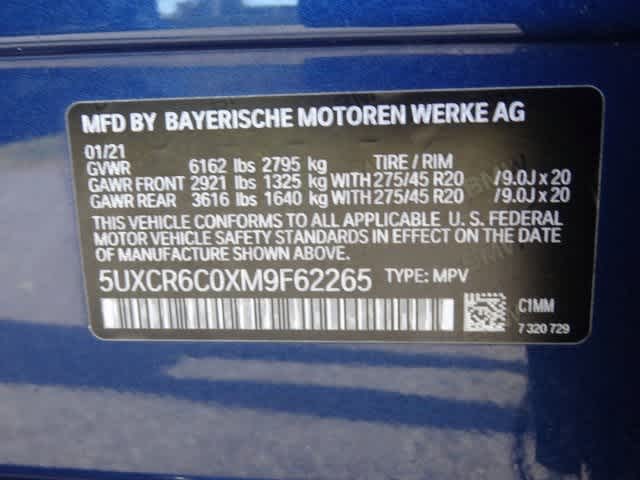 MFD BY BAYERISCHE MOTOREN WERKE AG
01/21
GVWR 6162 lbs 2795 kg TIRE / RIM
GAWR FRONT 2921 lbs 1325 kg WITH 275/45 R20 /9.0J x 20
GAWR REAR 3616 lbs 1640 kg WITH 275/45 R20 /9.0J x 20
THIS VEHICLE CONFORMS TO ALL APPLICABLE U. S. FEDERAL
MOTOR VEHICLE SAFETY STANDARDS IN EFFECT ON THE DATE
OF MANUFACTURE SHOWN ABOVE.
5UXCR6C0XM9F62265 TYPE: MPV
C1MM
7 320 729